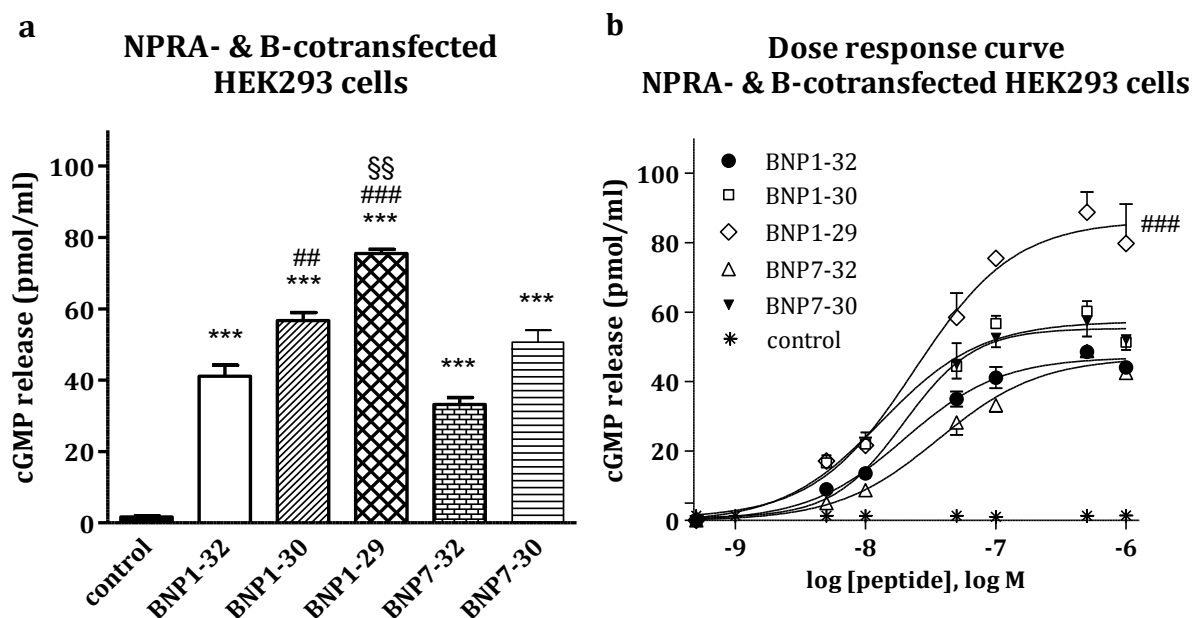 a
NPRA- & B-cotransfected
HEK293 cells
cGMP release (pmol/ml)
100
80
60
40
20
0
***
##
***
§§
###
***
***
***
control
BNP1-32
BNP1-30
BNP1-29
BNP7-32
BNP7-30
b
Dose response curve
NPRA- & B-cotransfected HEK293 cells
cGMP release (pmol/ml)
100
80
60
40
20
0
BNP1-32
BNP1-30
BNP1-29
BNP7-32
BNP7-30
control
###
-9
-8
-7
-6
log [peptide], log M